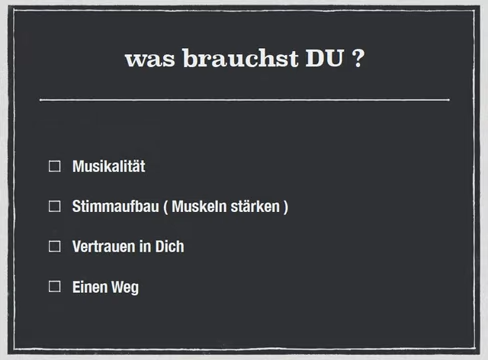 was brauchst DU ?
Musikalität
Stimmaufbau ( Muskeln stärken )
Vertrauen in Dich
Einen Weg